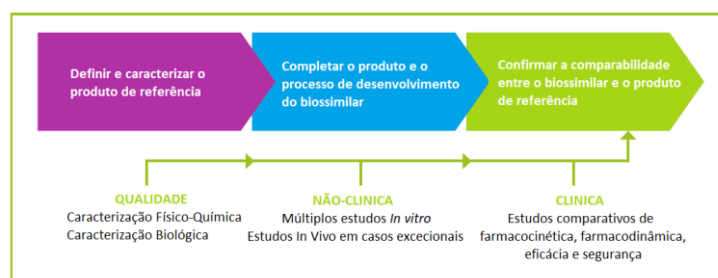 Definir e caracterizar o
produto de referência
Completar o produto e o
processo de desenvolvimento
do biossimilar
Confirmar a comparabilidade
entre o biossimilar e o produto
de referência
QUALIDADE
Caracterização Físico-Química
Caracterização Biológica
NÃO-CLINICA
Múltiplos estudos In vitro
Estudos In Vivo em casos excecionais
CLINICA
Estudos comparativos de
farmacocinética, farmacodinâmica,
eficácia e segurança